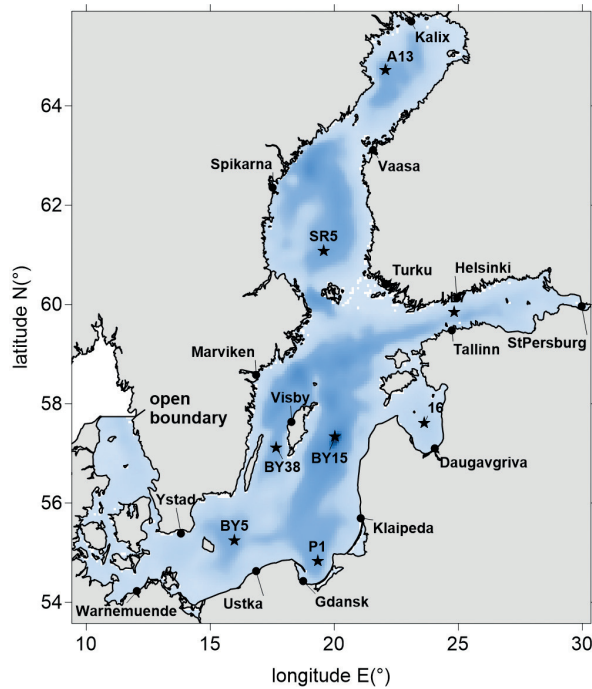 Kalix
A13
64
Spikarna
Vaasa
62
SR5
Turku
Helsinki
60
latitude N(°)
StPersburg
Tallinn
Marviken
open
boundary
Visby
58
16
BY38
BY15
Daugavgriva
Ystad
56
BY5
Klaipeda
P1
54
Warnemuende
Ustka
Gdansk
10
15
20
25
30
longitude E(°)